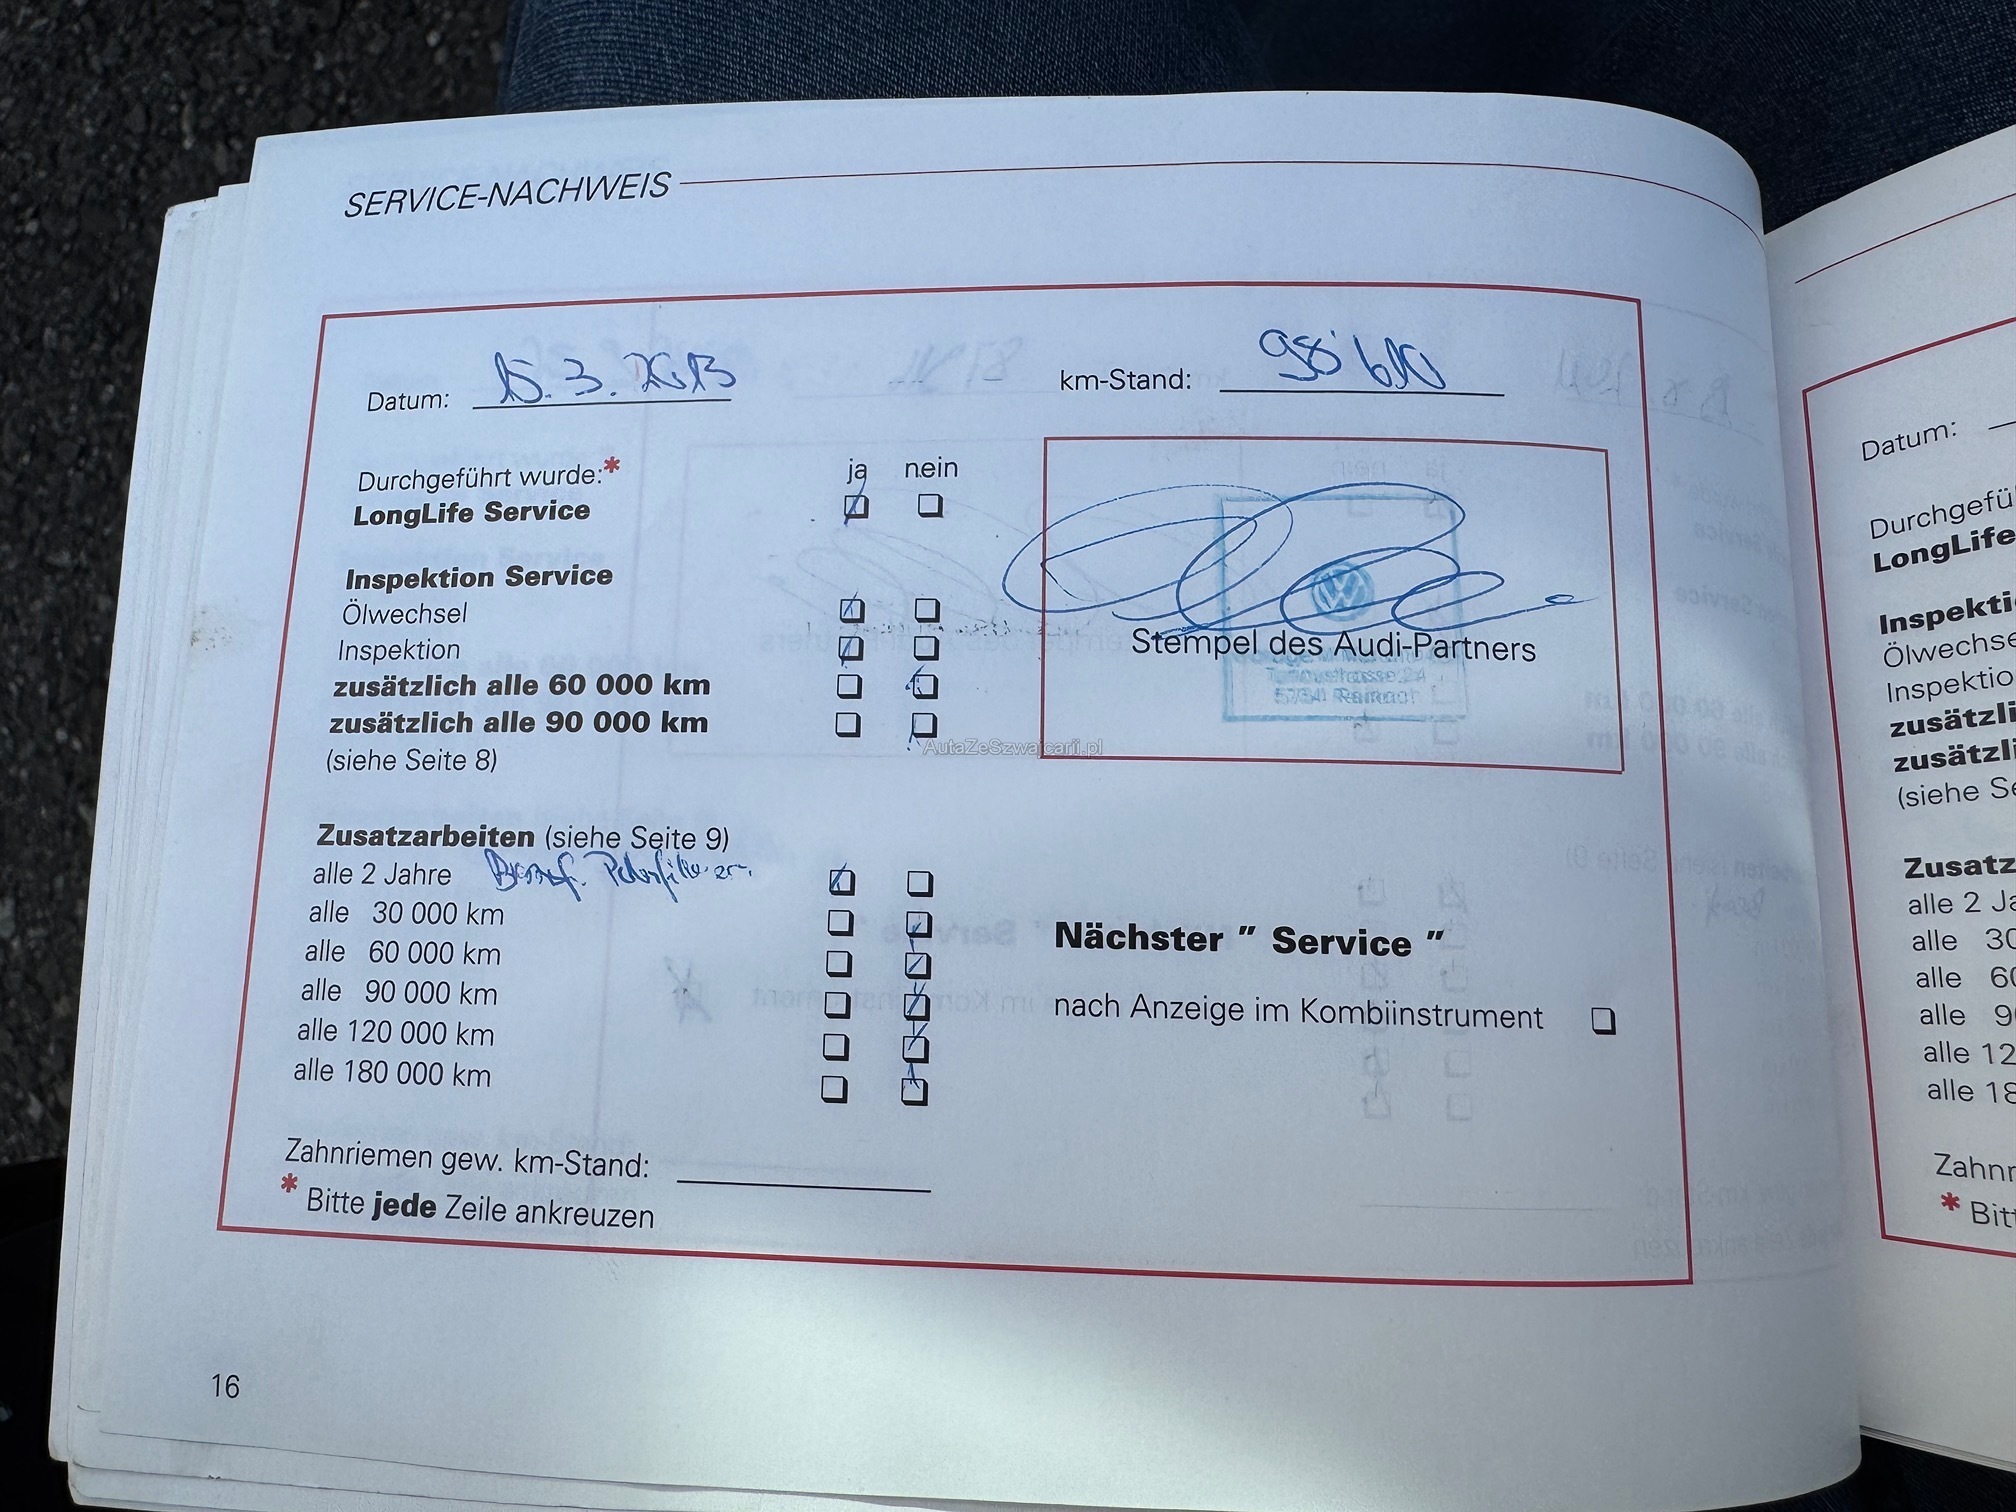 SERVICE-NACHWEIS
Datum: 15.3.2013
km-Stand: 98'610
Durchgeführt wurde:* ja nein
LongLife Service
Inspektion Service
Ölwechsel
Inspektion
zusätzlich alle 60 000 km
zusätzlich alle 90 000 km
(siehe Seite 8)
Stempel des Audi-Partners
5734 Reinach
AutaZeSzwajcarii.pl
Zusatzarbeiten (siehe Seite 9)
alle 2 Jahre
alle 30 000 km
alle 60 000 km
alle 90 000 km
alle 120 000 km
alle 180 000 km
Nächster " Service "
nach Anzeige im Kombiinstrument
Zahnriemen gew. km-Stand:
* Bitte jede Zeile ankreuzen
16
Datum:
Durchgefü
LongLife
Inspekti
Ölwechse
Inspektio
zusätzli
zusätzli
(siehe Se
Zusatz
alle 2 Ja
alle 30
alle 60
alle 9
alle 12
alle 18
Zahnr
* Bitt